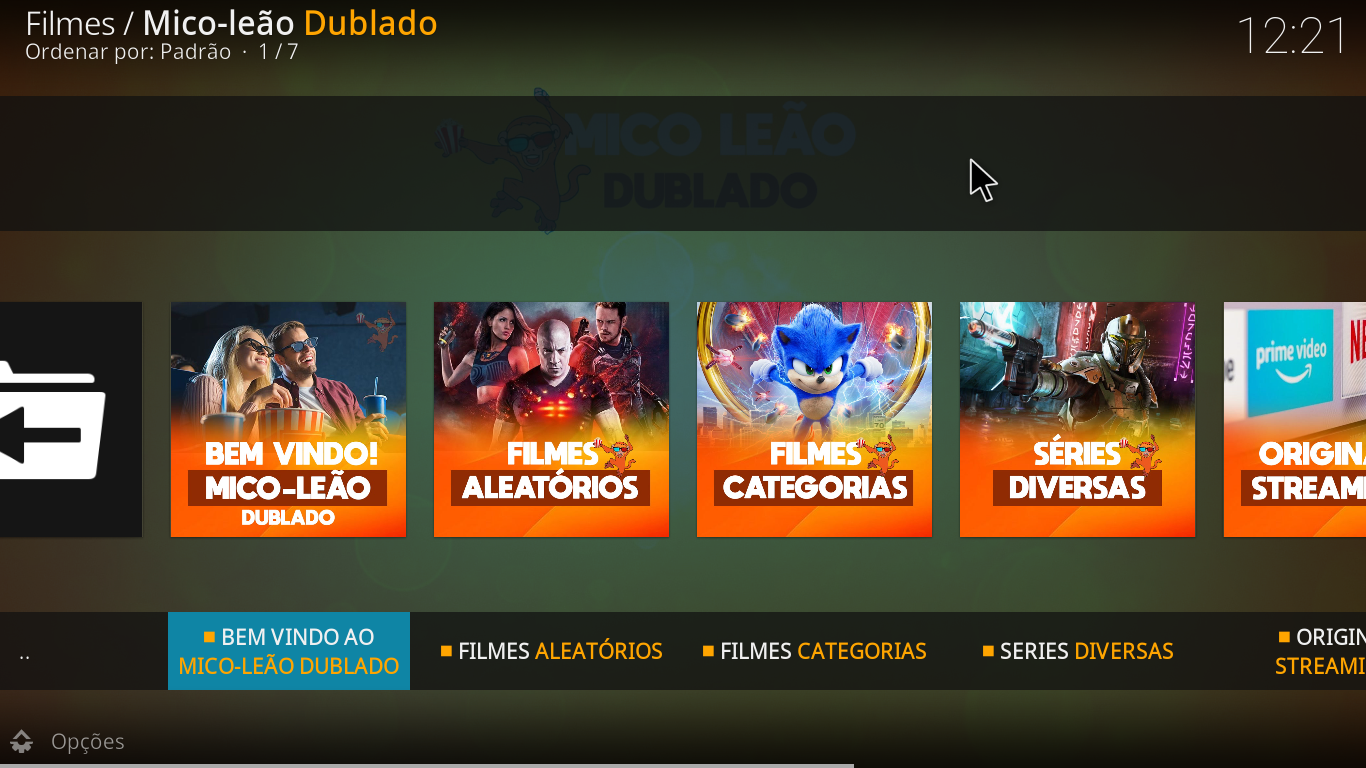 Filmes / Mico-leão Dublado
Ordenar por: Padrão · 1 / 7
12:21
MICO LEÃO
DUBLADO
BEM VINDO!
MICO-LEÃO
DUBLADO
FILMES
ALEATÓRIOS
FILMES
CATEGORIAS
SÉRIES
DIVERSAS
prime video
NE
ORIGIN
STREAM
..
BEM VINDO AO
MICO-LEÃO DUBLADO
FILMES ALEATÓRIOS
FILMES CATEGORIAS
SERIES DIVERSAS
ORIGIN
STREAMI
Opções